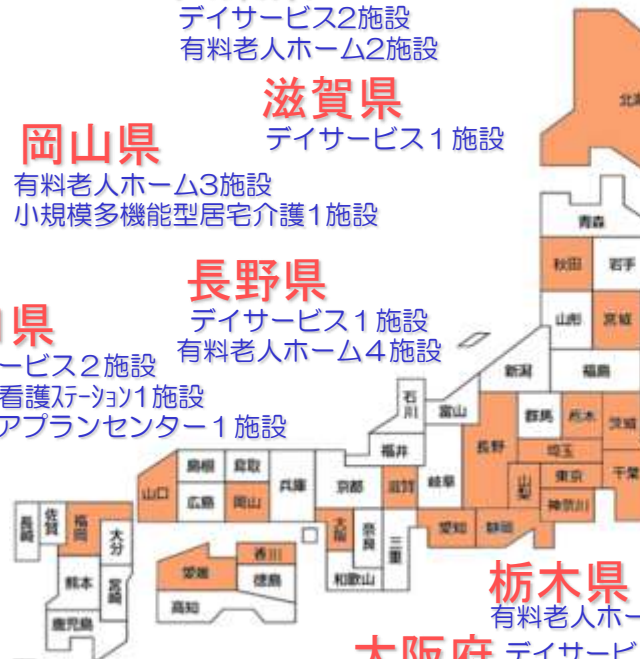 デイサービス2施設
有料老人ホーム2施設
滋賀県
デイサービス1施設
岡山県
有料老人ホーム3施設
小規模多機能型居宅介護1施設
長野県
デイサービス1施設
有料老人ホーム4施設
県
ービス2施設
看護ステーション1施設
アプランセンター1施設
北
青森
秋田
岩手
山形
宮城
新潟
福島
石川
富山
群馬
栃木
茨城
長野
埼玉
福井
岐阜
山梨
東京
千葉
神奈川
島根
鳥取
兵庫
京都
滋賀
山口
広島
岡山
大阪
奈良
三重
愛知
静岡
和歌山
長崎
佐賀
福岡
大分
熊本
宮崎
鹿児島
愛媛
香川
徳島
高知
栃木県
有料老人ホー
大阪府
デイサービ